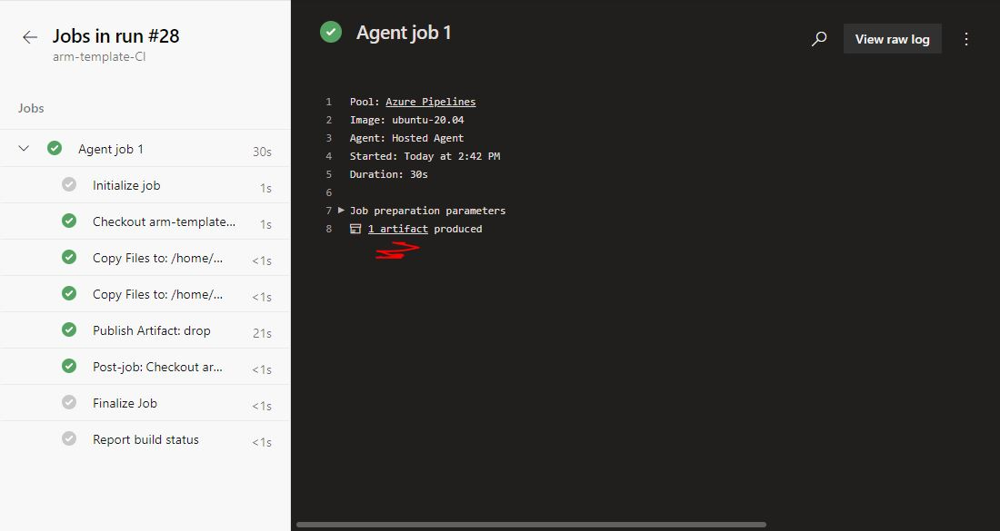 Jobs in run #28
arm-template-CI
Jobs
Agent job 1 30s
Initialize job 1s
Checkout arm-template... 1s
Copy Files to: /home/... <1s
Copy Files to: /home/... <1s
Publish Artifact: drop 21s
Post-job: Checkout ar... <1s
Finalize Job <1s
Report build status <1s
Agent job 1
View raw log
1 Pool: Azure Pipelines
2 Image: ubuntu-20.04
3 Agent: Hosted Agent
4 Started: Today at 2:42 PM
5 Duration: 30s
6
7 Job preparation parameters
8 1 artifact produced